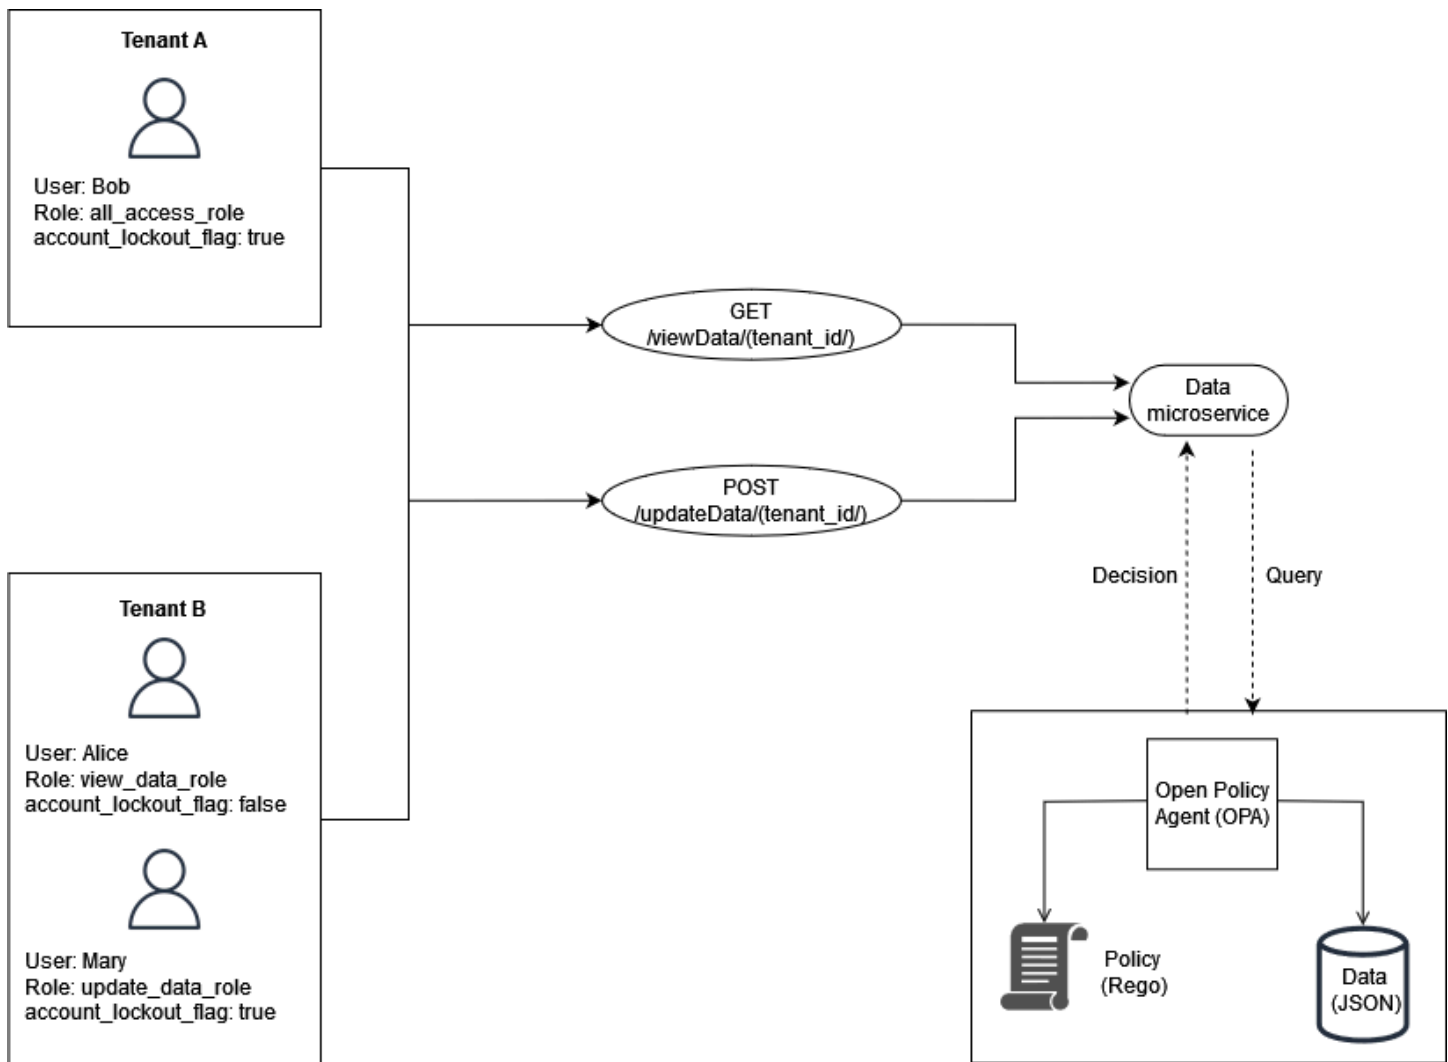 Tenant A
User: Bob
Role: all_access_role
account_lockout_flag: true
GET
/viewData/(tenant_id/)
Data
microservice
POST
/updateData/(tenant_id/)
Decision
Query
Tenant B
User: Alice
Role: view_data_role
account_lockout_flag: false
User: Mary
Role: update_data_role
account_lockout_flag: true
Open Policy
Agent (OPA)
Policy
(Rego)
Data
(JSON)